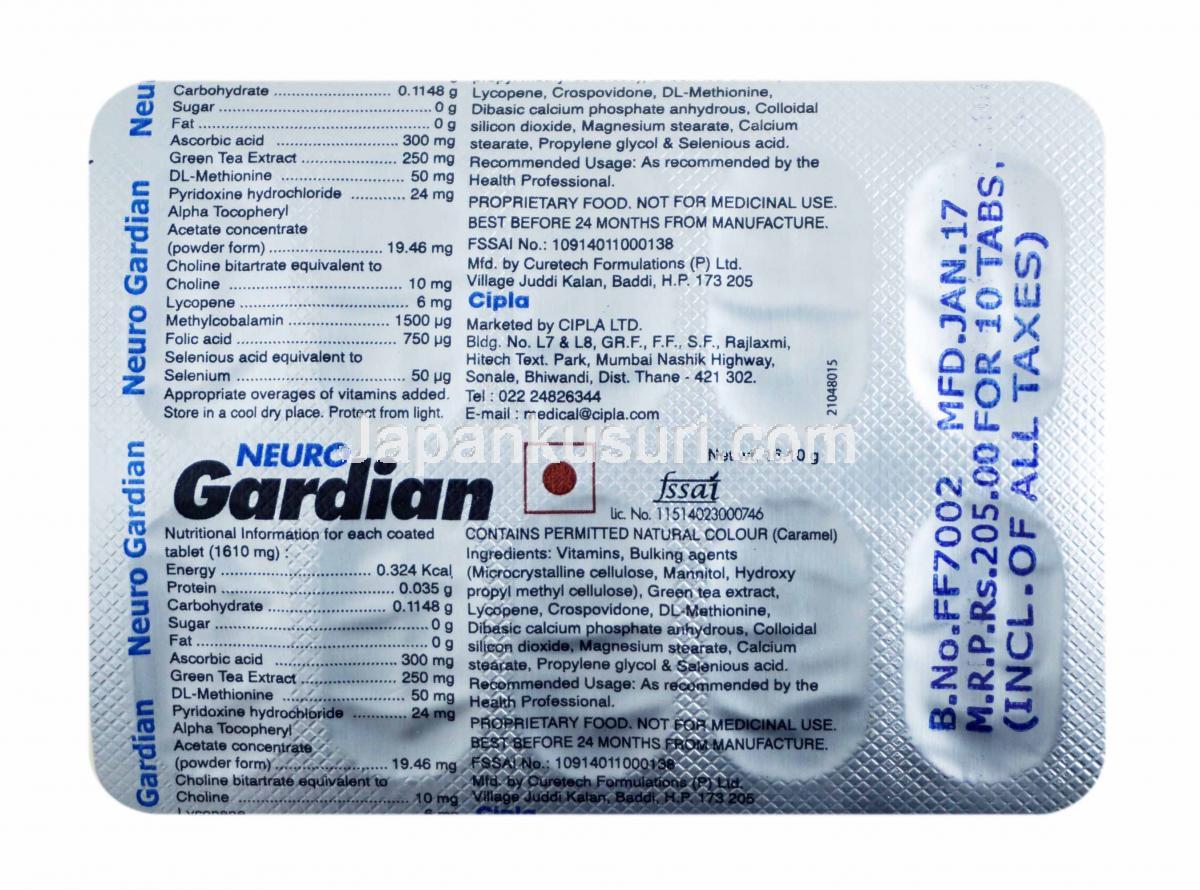 Neu
Neuro Gardian
Neuro Gardian
Gardian
Carbohydrate ........ 0.1148 g
Sugar ........ 0 g
Fat ........ 0 g
Ascorbic acid ........ 300 mg
Green Tea Extract ........ 250 mg
DL-Methionine ........ 50 mg
Pyridoxine hydrochloride ........ 24 mg
Alpha Tocopheryl
Acetate concentrate
(powder form) ........ 19.46 mg
Choline bitartrate equivalent to
Choline ........ 10 mg
Lycopene ........ 6 mg
Methylcobalamin ........ 1500 µg
Folic acid ........ 750 µg
Selenious acid equivalent to
Selenium ........ 50 µg
Appropriate overages of vitamins added.
Store in a cool dry place. Protect from light.
Lycopene, Crospovidone, DL-Methionine,
Dibasic calcium phosphate anhydrous, Colloidal
silicon dioxide, Magnesium stearate, Calcium
stearate, Propylene glycol & Selenious acid.
Recommended Usage: As recommended by the
Health Professional.
PROPRIETARY FOOD. NOT FOR MEDICINAL USE.
BEST BEFORE 24 MONTHS FROM MANUFACTURE.
FSSAI No.: 10914011000138
Mfd. by Curetech Formulations (P) Ltd.
Village Juddi Kalan, Baddi, H.P. 173 205
Cipla
Marketed by CIPLA LTD.
Bldg. No. L7 & L8, GR.F., F.F., S.F., Rajlaxmi,
Hitech Text. Park, Mumbai Nashik Highway,
Sonale, Bhiwandi, Dist. Thane - 421 302.
Tel : 022 24826344
E-mail : medical@cipla.com
21048015
Japankusuri.com
NEURO
Gardian
Net wt. 16.10 g
fssai
lic. No. 11514023000746
Nutritional Information for each coated
tablet (1610 mg) :
Energy ........ 0.324 Kcal
Protein ........ 0.035 g
Carbohydrate ........ 0.1148 g
Sugar ........ 0 g
Fat ........ 0 g
Ascorbic acid ........ 300 mg
Green Tea Extract ........ 250 mg
DL-Methionine ........ 50 mg
Pyridoxine hydrochloride ........ 24 mg
Alpha Tocopheryl
Acetate concentrate
(powder form) ........ 19.46 mg
Choline bitartrate equivalent to
Choline ........ 10 mg
CONTAINS PERMITTED NATURAL COLOUR (Caramel)
Ingredients: Vitamins, Bulking agents
(Microcrystalline cellulose, Mannitol, Hydroxy
propyl methyl cellulose), Green tea extract,
Lycopene, Crospovidone, DL-Methionine,
Dibasic calcium phosphate anhydrous, Colloidal
silicon dioxide, Magnesium stearate, Calcium
stearate, Propylene glycol & Selenious acid.
Recommended Usage: As recommended by the
Health Professional.
PROPRIETARY FOOD. NOT FOR MEDICINAL USE.
BEST BEFORE 24 MONTHS FROM MANUFACTURE.
FSSAI No.: 10914011000138
Mfd. by Curetech Formulations (P) Ltd.
Village Juddi Kalan, Baddi, H.P. 173 205
B.No.FF7002 MFD.JAN.17
M.R.P.Rs.205.00 FOR 10 TABS.
(INCL.OF ALL TAXES)